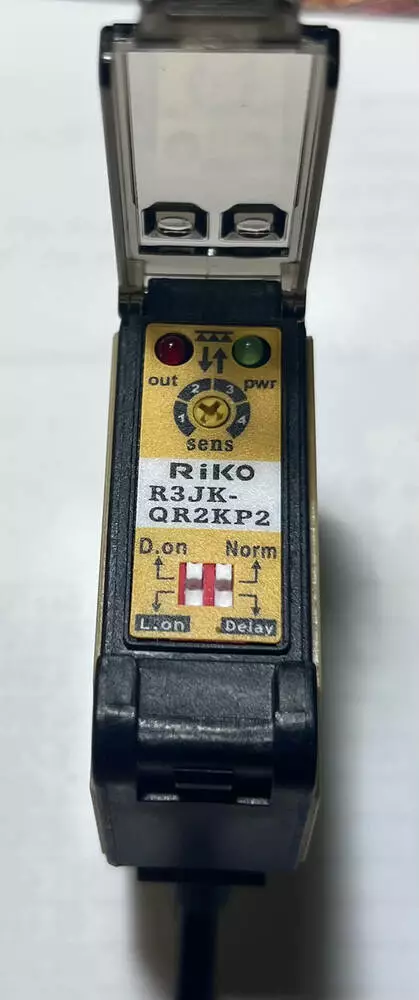 out
pwr
1 2 3 4
sens
RiKO
R3JK-
QR2KP2
D.on Norm
L.on Delay